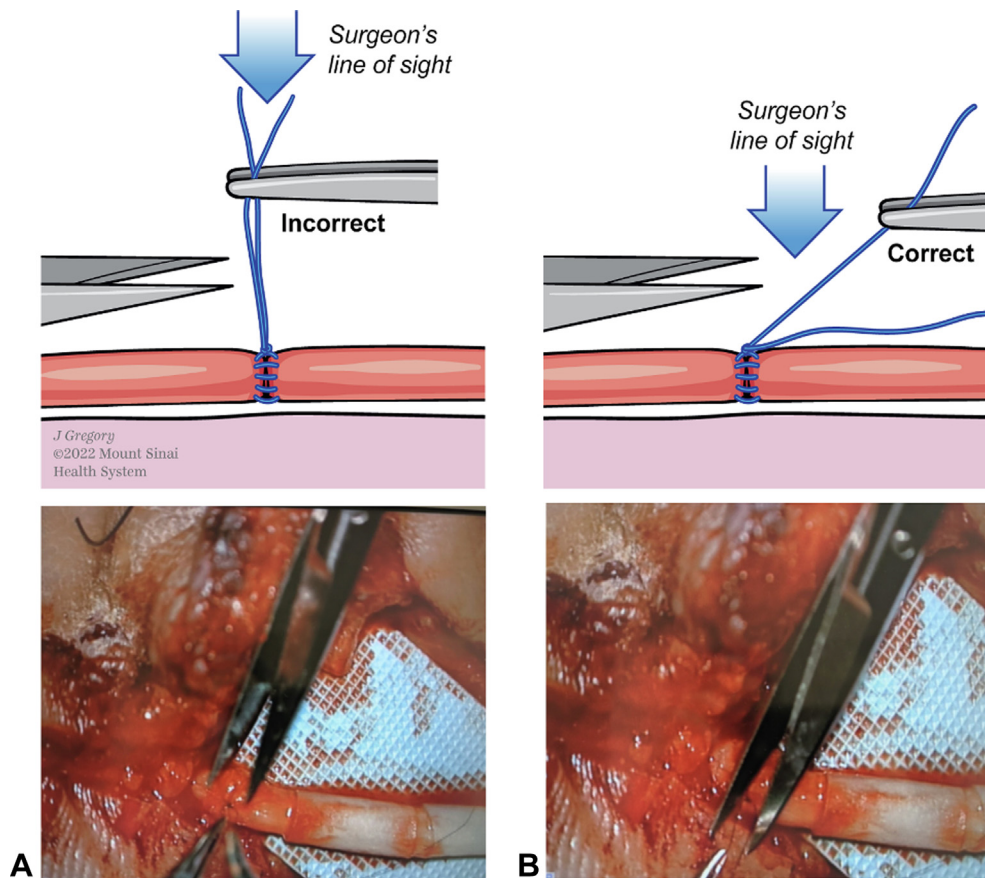 Surgeon's
line of sight
Incorrect
J Gregory
©2022 Mount Sinai
Health System
Surgeon's
line of sight
Correct
A
B